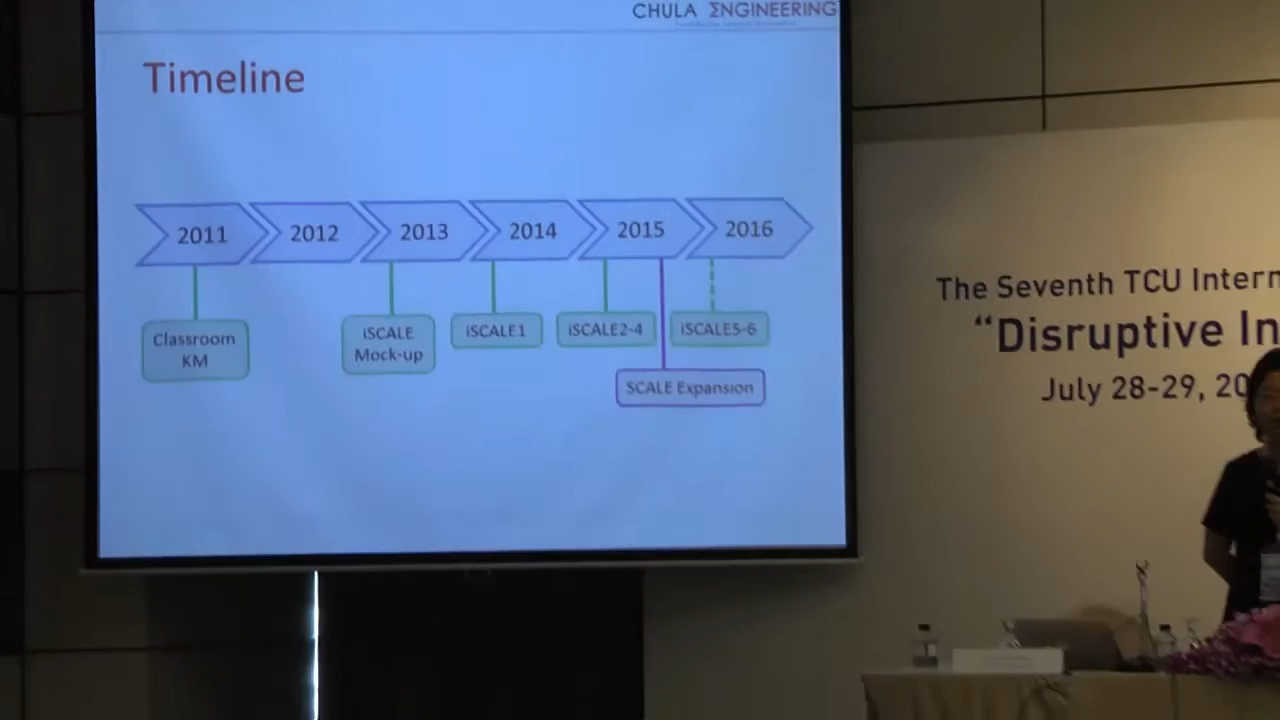 CHULA ΣNGINEERING
Timeline
2011
2012
2013
2014
2015
2016
Classroom
KM
iSCALE
Mock-up
iSCALE1
iSCALE2-4
iSCALE5-6
SCALE Expansion
The Seventh TCU Intern
“Disruptive In
July 28-29, 20